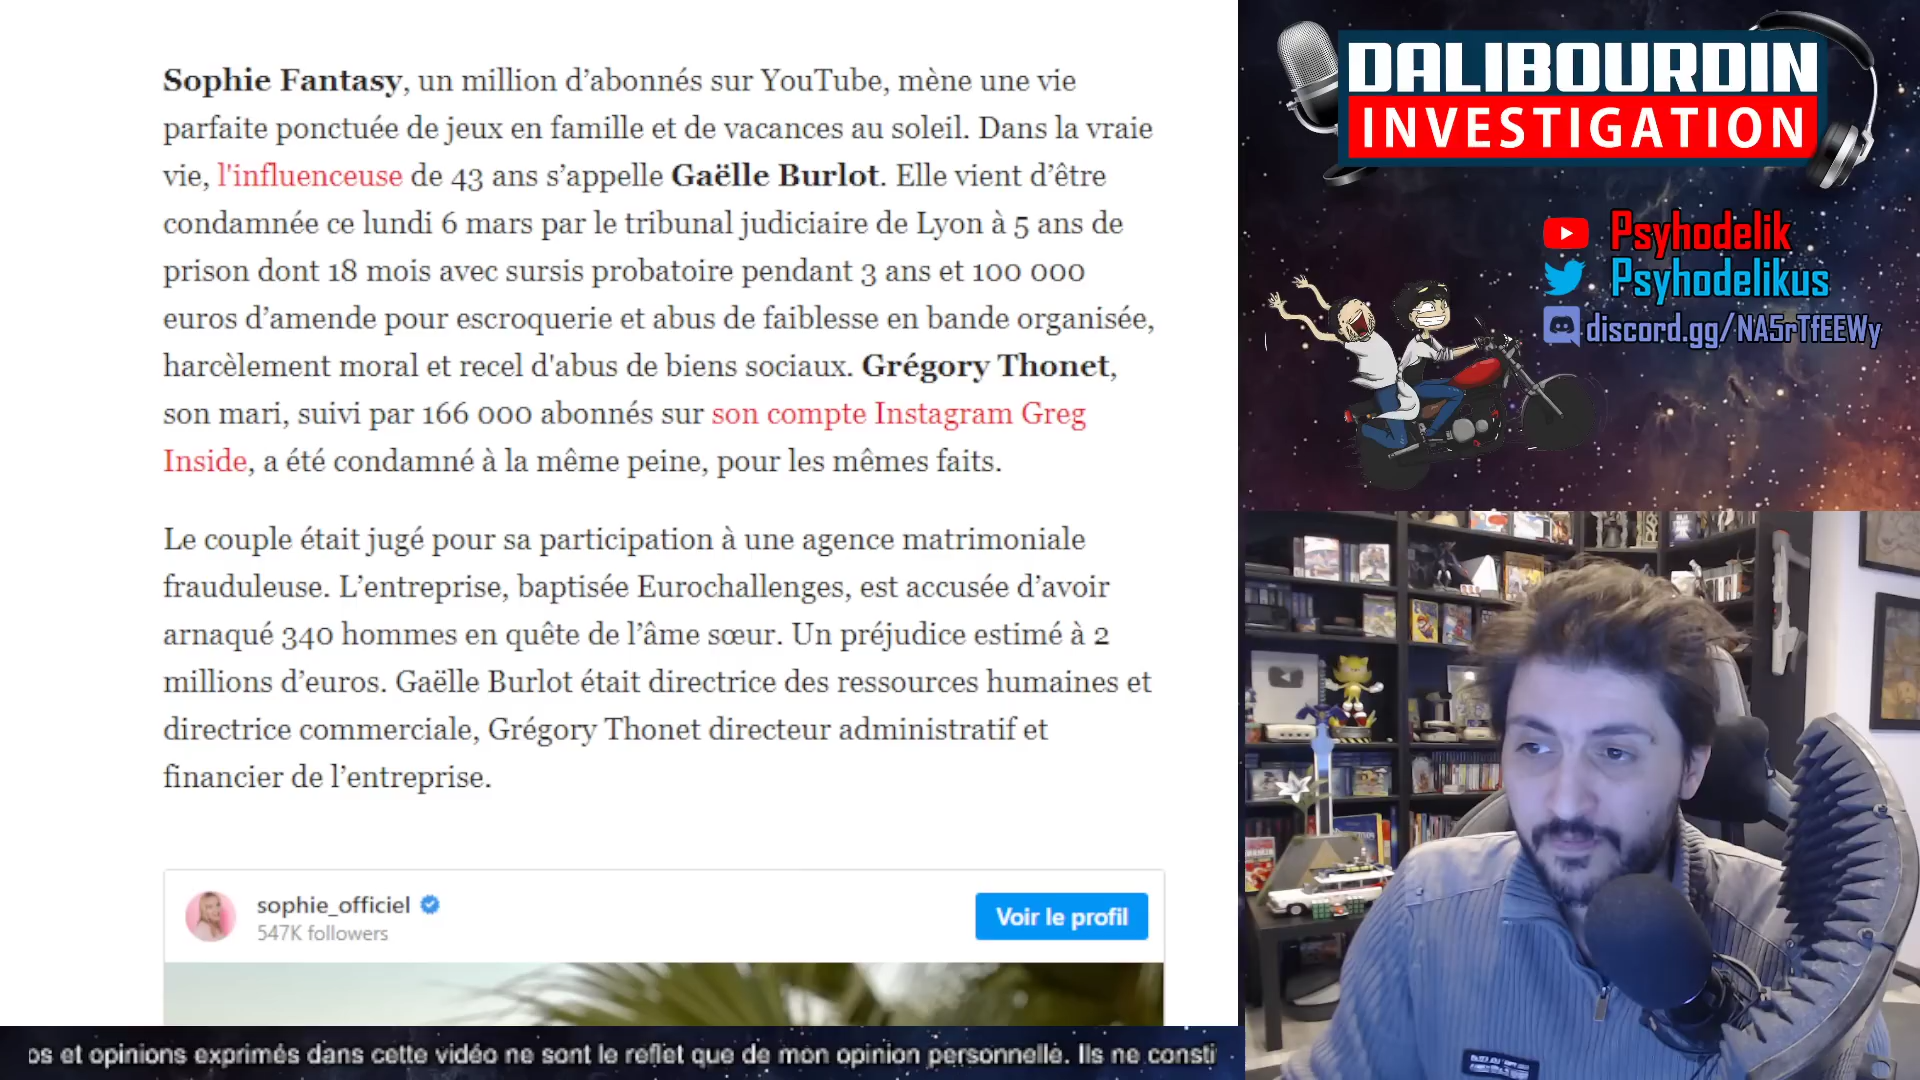 Sophie Fantasy, un million d’abonnés sur YouTube, mène une vie
parfaite ponctuée de jeux en famille et de vacances au soleil. Dans la vraie
vie, l'influenceuse de 43 ans s’appelle Gaëlle Burlot. Elle vient d’être
condamnée ce lundi 6 mars par le tribunal judiciaire de Lyon à 5 ans de
prison dont 18 mois avec sursis probatoire pendant 3 ans et 100 000
euros d’amende pour escroquerie et abus de faiblesse en bande organisée,
harcèlement moral et recel d'abus de biens sociaux. Grégory Thonet,
son mari, suivi par 166 000 abonnés sur son compte Instagram Greg
Inside, a été condamné à la même peine, pour les mêmes faits.
Le couple était jugé pour sa participation à une agence matrimoniale
frauduleuse. L’entreprise, baptisée Eurochallenges, est accusée d’avoir
arnaqué 340 hommes en quête de l’âme sœur. Un préjudice estimé à 2
millions d’euros. Gaëlle Burlot était directrice des ressources humaines et
directrice commerciale, Grégory Thonet directeur administratif et
financier de l’entreprise.
sophie_officiel
547K followers
Voir le profil
os et opinions exprimés dans cette vidéo ne sont le reflet que de mon opinion personnelle. Ils ne consti
DALIBOURDIN
INVESTIGATION
Psyhodelik
Psyhodelikus
discord.gg/NA5rTfEEWy